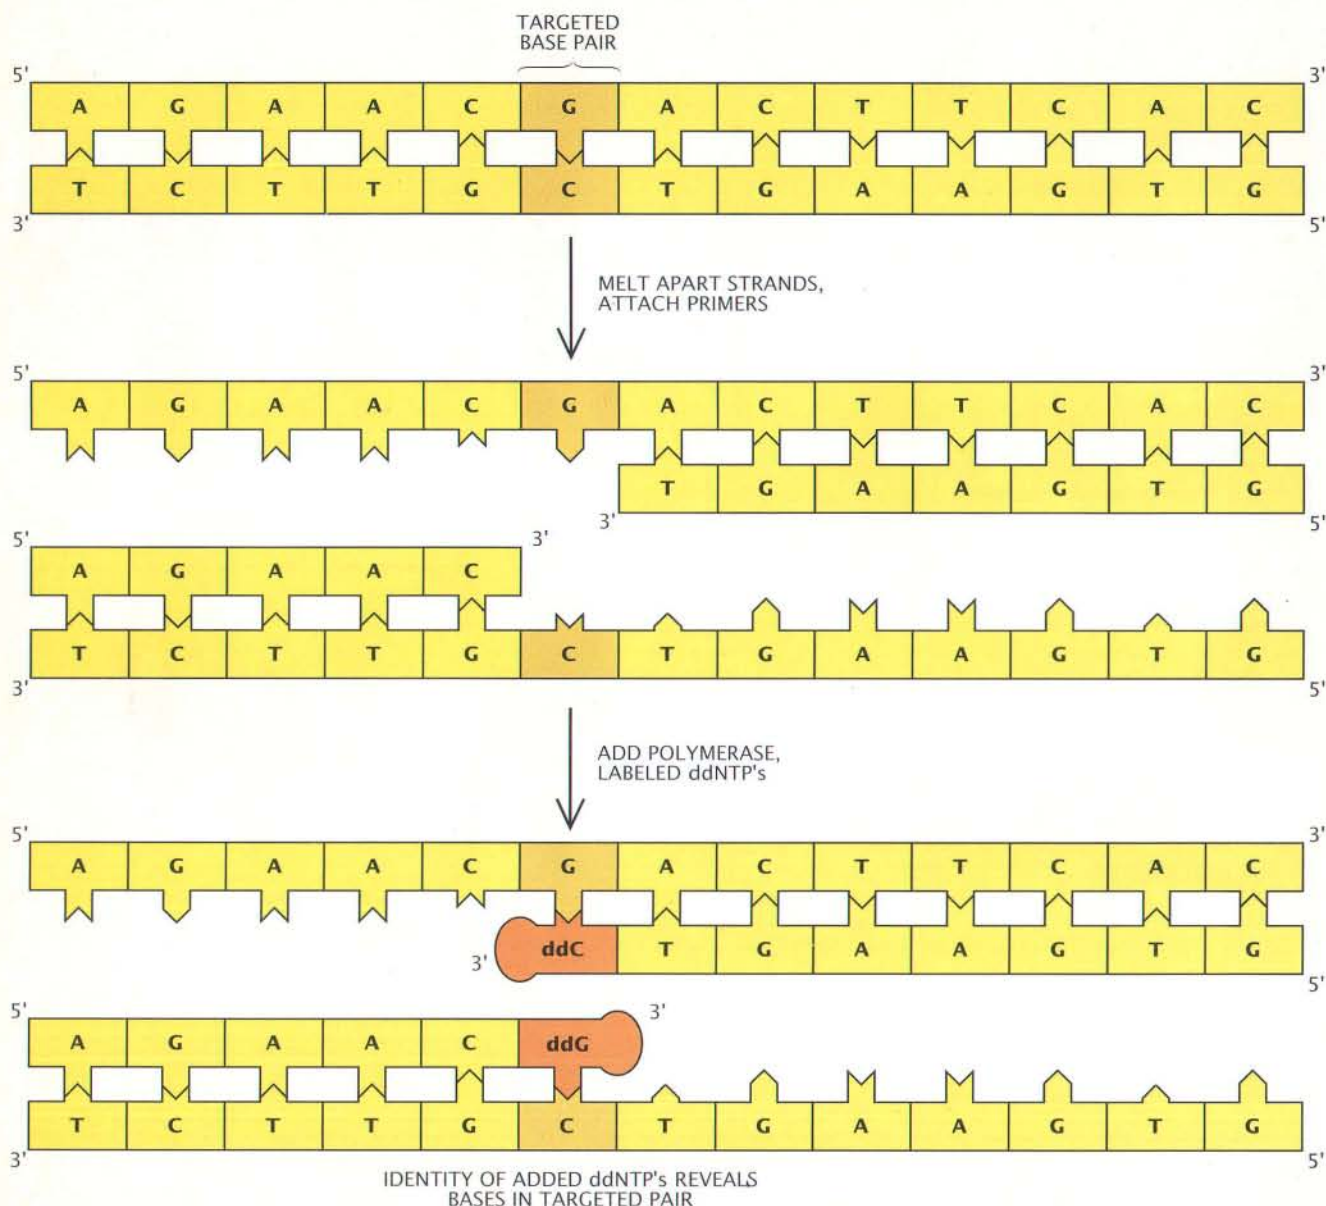 TARGETED
BASE PAIR
5' 3'
A G A A C G A C T T C A C
T C T T G C T G A A G T G
3' 5'
MELT APART STRANDS,
ATTACH PRIMERS
5' 3'
A G A A C G A C T T C A C
T G A A G T G
3' 5'
5' 3'
A G A A C
T C T T G C T G A A G T G
3' 5'
ADD POLYMERASE,
LABELED ddNTP's
5' 3'
A G A A C G A C T T C A C
ddC T G A A G T G
3' 5'
5' 3'
A G A A C ddG
T C T T G C T G A A G T G
3' 5'
IDENTITY OF ADDED ddNTP's REVEALS
BASES IN TARGETED PAIR